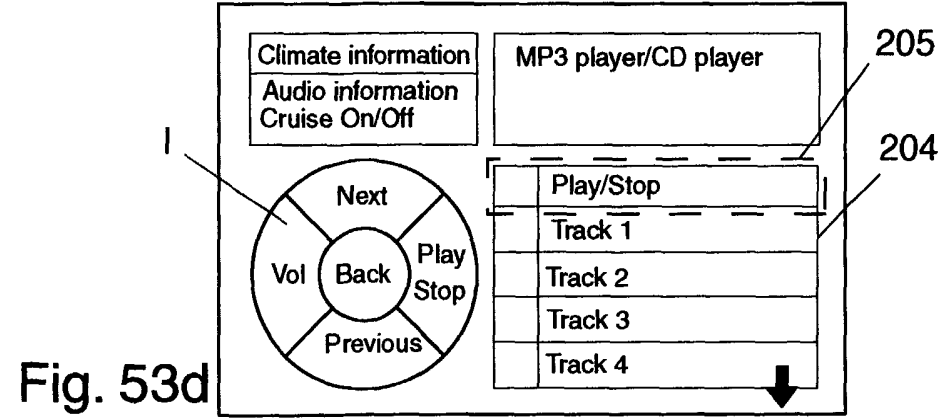 Climate information
Audio information
Cruise On/Off
MP3 player/CD player
205
204
I
Next
Vol
Back
Play
Stop
Previous
Play/Stop
Track 1
Track 2
Track 3
Track 4
Fig. 53d